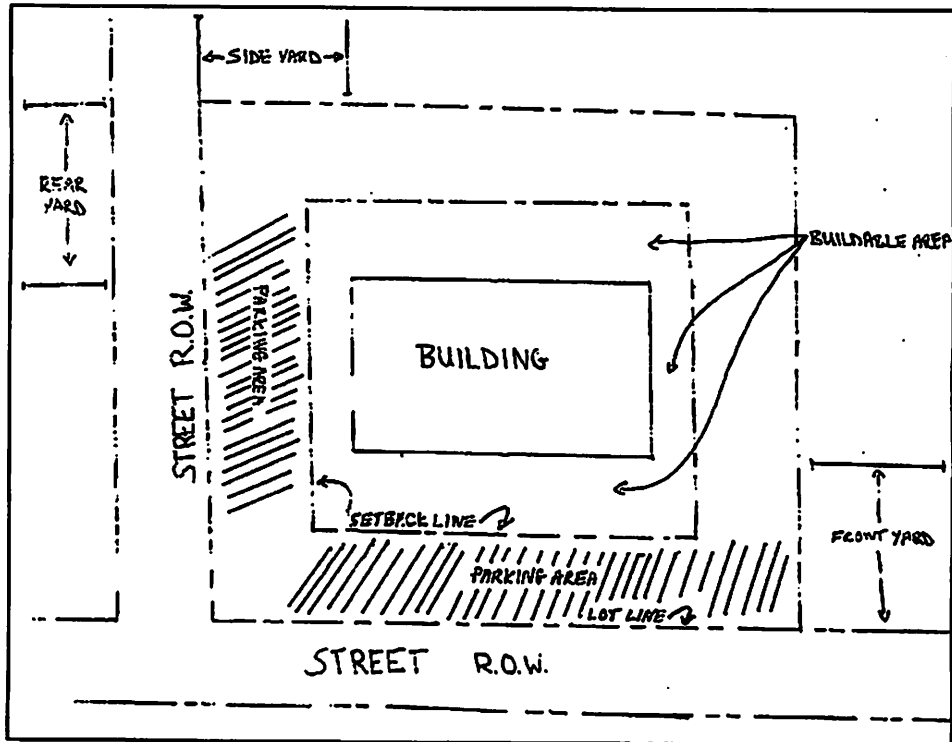 SIDE YARD
REAR
YARD
BUILDABLE AREA
PARKING AREA
STREET R.O.W.
BUILDING
SETBACK LINE
FRONT YARD
PARKING AREA
LOT LINE
STREET R.O.W.